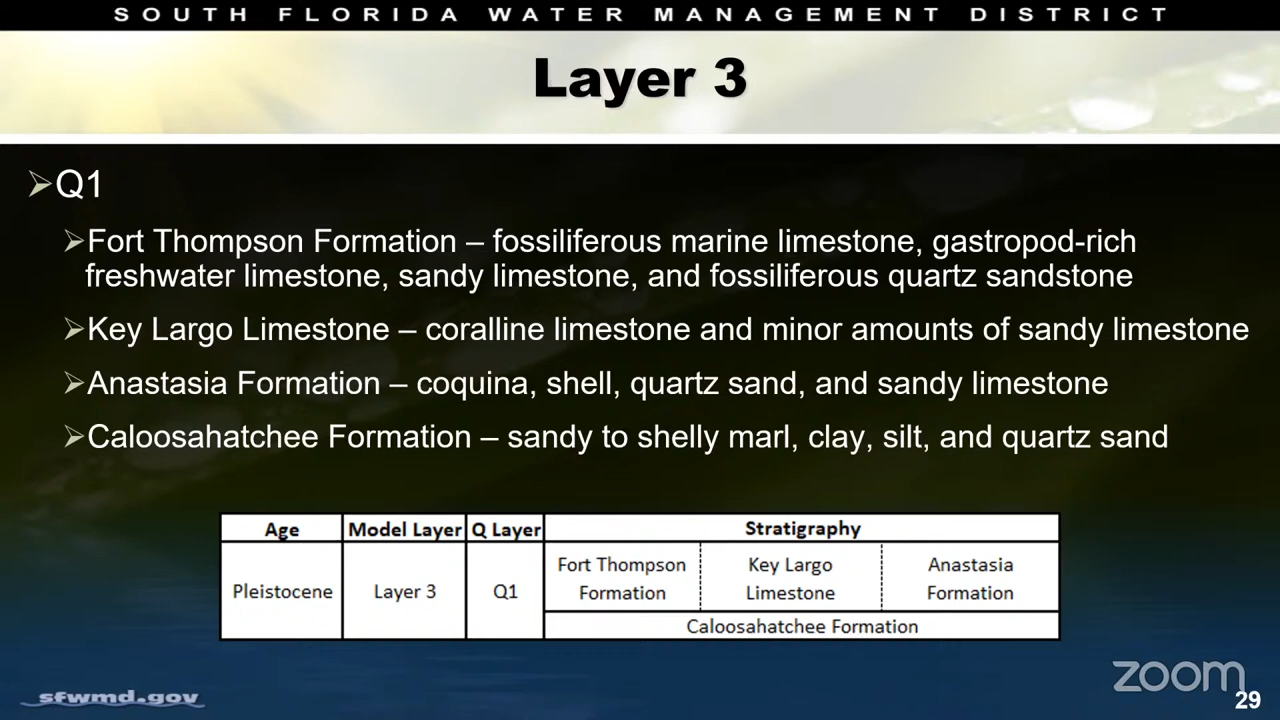 SOUTH FLORIDA WATER MANAGEMENT DISTRICT
Layer 3
Q1
Fort Thompson Formation – fossiliferous marine limestone, gastropod-rich
freshwater limestone, sandy limestone, and fossiliferous quartz sandstone
Key Largo Limestone – coralline limestone and minor amounts of sandy limestone
Anastasia Formation – coquina, shell, quartz sand, and sandy limestone
Caloosahatchee Formation – sandy to shelly marl, clay, silt, and quartz sand
Age Model Layer Q Layer Stratigraphy
Pleistocene Layer 3 Q1
Fort Thompson
Formation
Key Largo
Limestone
Anastasia
Formation
Caloosahatchee Formation
sfwmd.gov
zoom
29